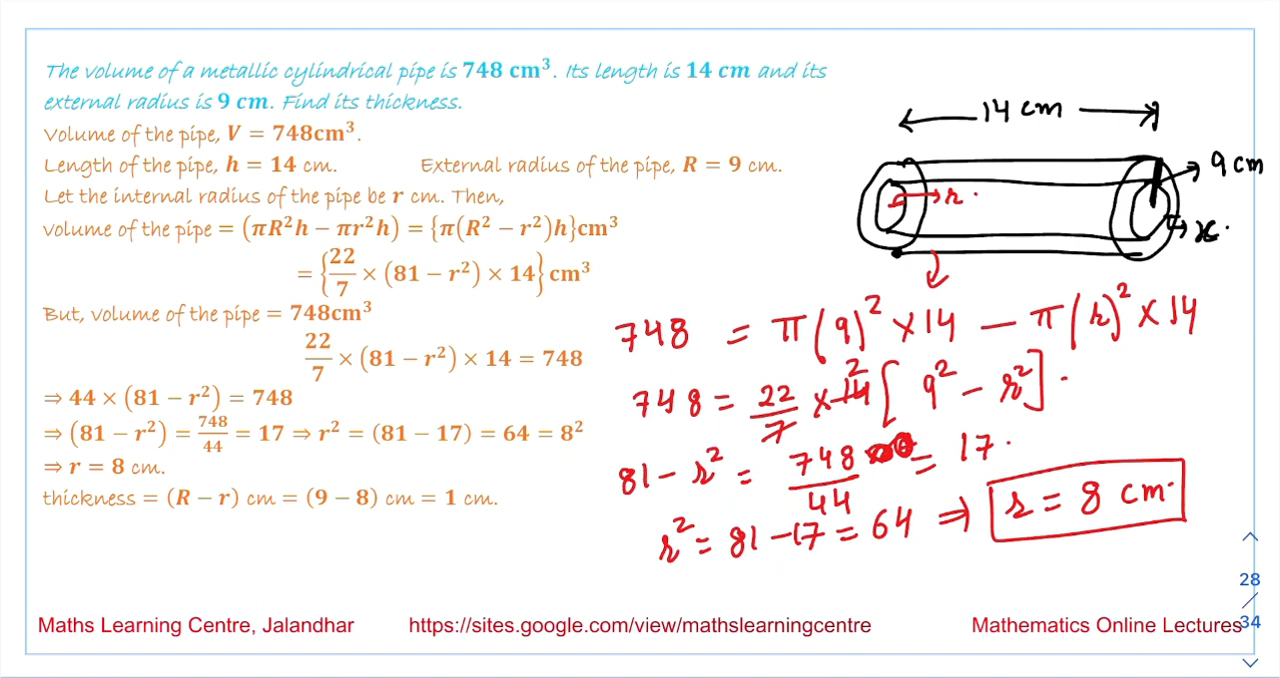 The volume of a metallic cylindrical pipe is 748 cm³. Its length is 14 cm and its
external radius is 9 cm. Find its thickness.
Volume of the pipe, V = 748cm³.
Length of the pipe, h = 14 cm. External radius of the pipe, R = 9 cm.
Let the internal radius of the pipe be r cm. Then,
volume of the pipe = (πR²h − πr²h) = {π(R² − r²)h}cm³
= {22/7 × (81 − r²) × 14} cm³
But, volume of the pipe = 748cm³
22/7 × (81 − r²) × 14 = 748
⇒ 44 × (81 − r²) = 748
⇒ (81 − r²) = 748/44 = 17 ⇒ r² = (81 − 17) = 64 = 8²
⇒ r = 8 cm.
thickness = (R − r) cm = (9 − 8) cm = 1 cm.
14 cm
9 cm
r.
x.
748 = π(9)² × 14 − π(r)² × 14
748 = 22/7 × 14 2 [9² − r²].
81 − r² = 748/44 = 17.
r² = 81 − 17 = 64 ⇒ r = 8 cm.
28
/
34
Maths Learning Centre, Jalandhar https://sites.google.com/view/mathslearningcentre Mathematics Online Lectures